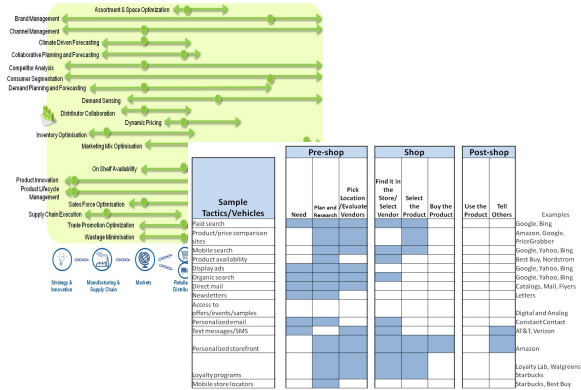 Assortment & Space Optimization
Brand Management
Channel Management
Climate Driven Forecasting
Collaborative Planning and Forecasting
Competitor Analysis
Consumer Segmentation
Demand Planning and Forecasting
Demand Sensing
Distributor Collaboration
Dynamic Pricing
Inventory Optimisation
Marketing Mix Optimisation
On Shelf Availability
Product Innovation
Product Lifecycle
Management
Sales Force Optimisation
Supply Chain Execution
Trade Promotion Optimization
Wastage Minimisation
Strategy &
Innovation
Manufacturing &
Supply Chain
Markets
Retaile
Distribu
Pre-shop
Shop
Post-shop
Sample
Tactics/Vehicles
Need
Plan and
Research
Pick
Location
/Evaluate
Vendors
Find it in
the
Store/
Select
Vendor
Select
the
Product
Buy the
Product
Use the
Product
Tell
Others
Examples
Paid search
Google, Bing
Product/price comparison
sites
Amazon, Google,
PriceGrabber
Mobile search
Google, Yahoo, Bing
Product availability
Best Buy, Nordstrom
Display ads
Google, Yahoo, Bing
Organic search
Google, Yahoo, Bing
Direct mail
Catalogs, Mail, Flyers
Newsletters
Letters
Access to
offers/events/samples
Digital and Analog
Personalized email
Constant Contact
Text messages/SMS
AT&T, Verizon
Personalized storefront
Amazon
Loyalty programs
Loyalty Lab, Walgreens
Starbucks
Mobile store locators
Starbucks, Best Buy